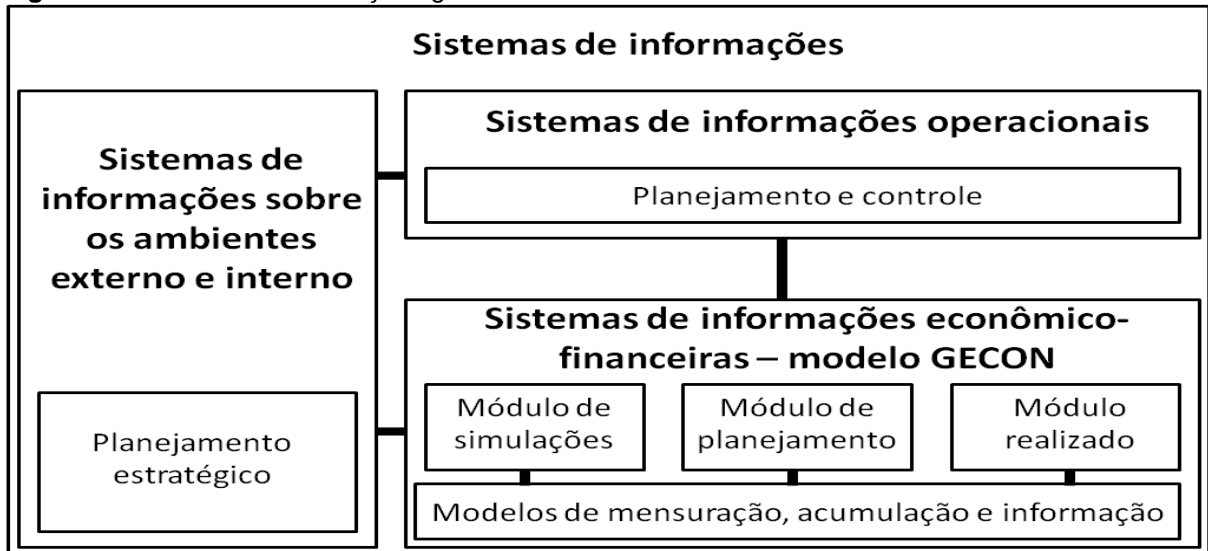 Sistemas de informações
Sistemas de
informações sobre
os ambientes
externo e interno
Planejamento
estratégico
Sistemas de informações operacionais
Planejamento e controle
Sistemas de informações econômico-
financeiras – modelo GECON
Módulo de
simulações
Módulo de
planejamento
Módulo
realizado
Modelos de mensuração, acumulação e informação